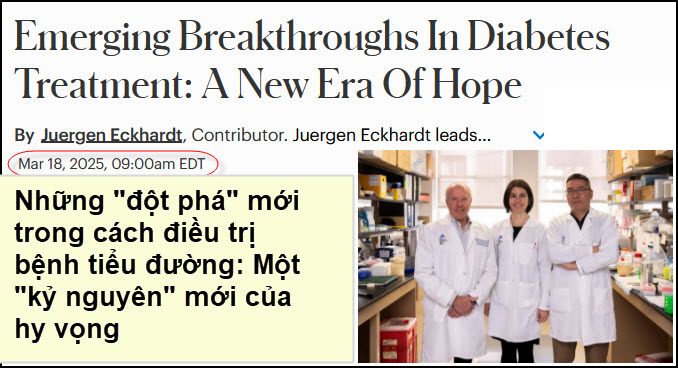 Emerging Breakthroughs In Diabetes
Treatment: A New Era Of Hope
By Juergen Eckhardt, Contributor. Juergen Eckhardt leads...
Mar 18, 2025, 09:00am EDT
Những "đột phá" mới
trong cách điều trị
bệnh tiểu đường: Một
"kỷ nguyên" mới của
hy vọng